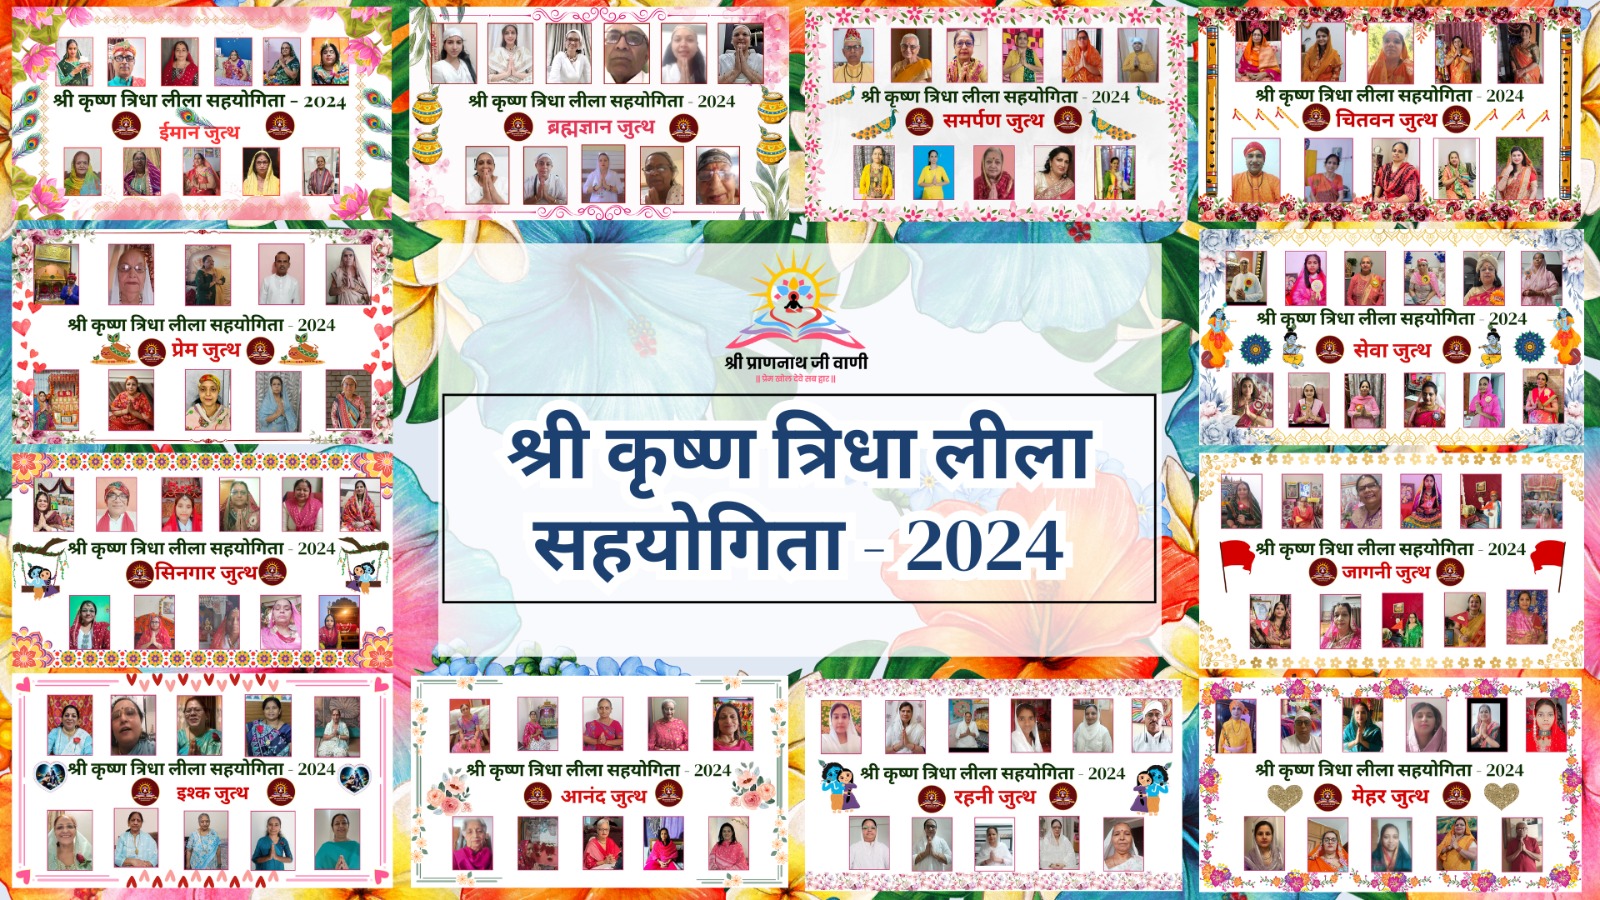 श्री कृष्ण त्रिधा लीला सहयोगिता - 2024
ईमान जुत्थ
श्री कृष्ण त्रिधा लीला सहयोगिता - 2024
ब्रह्मज्ञान जुत्थ
श्री कृष्ण त्रिधा लीला सहयोगिता - 2024
समर्पण जुत्थ
श्री कृष्ण त्रिधा लीला सहयोगिता - 2024
चितवन जुत्थ
श्री कृष्ण त्रिधा लीला सहयोगिता - 2024
प्रेम जुत्थ
श्री प्राणनाथ जी वाणी
|| प्रेम खोल देवे सब द्वार ||
श्री कृष्ण त्रिधा लीला
सहयोगिता - 2024
श्री कृष्ण त्रिधा लीला सहयोगिता - 2024
सेवा जुत्थ
श्री कृष्ण त्रिधा लीला सहयोगिता - 2024
सिनगार जुत्थ
श्री कृष्ण त्रिधा लीला सहयोगिता - 2024
जागनी जुत्थ
श्री कृष्ण त्रिधा लीला सहयोगिता - 2024
इश्क जुत्थ
श्री कृष्ण त्रिधा लीला सहयोगिता - 2024
आनंद जुत्थ
श्री कृष्ण त्रिधा लीला सहयोगिता - 2024
रहनी जुत्थ
श्री कृष्ण त्रिधा लीला सहयोगिता - 2024
मेहर जुत्थ